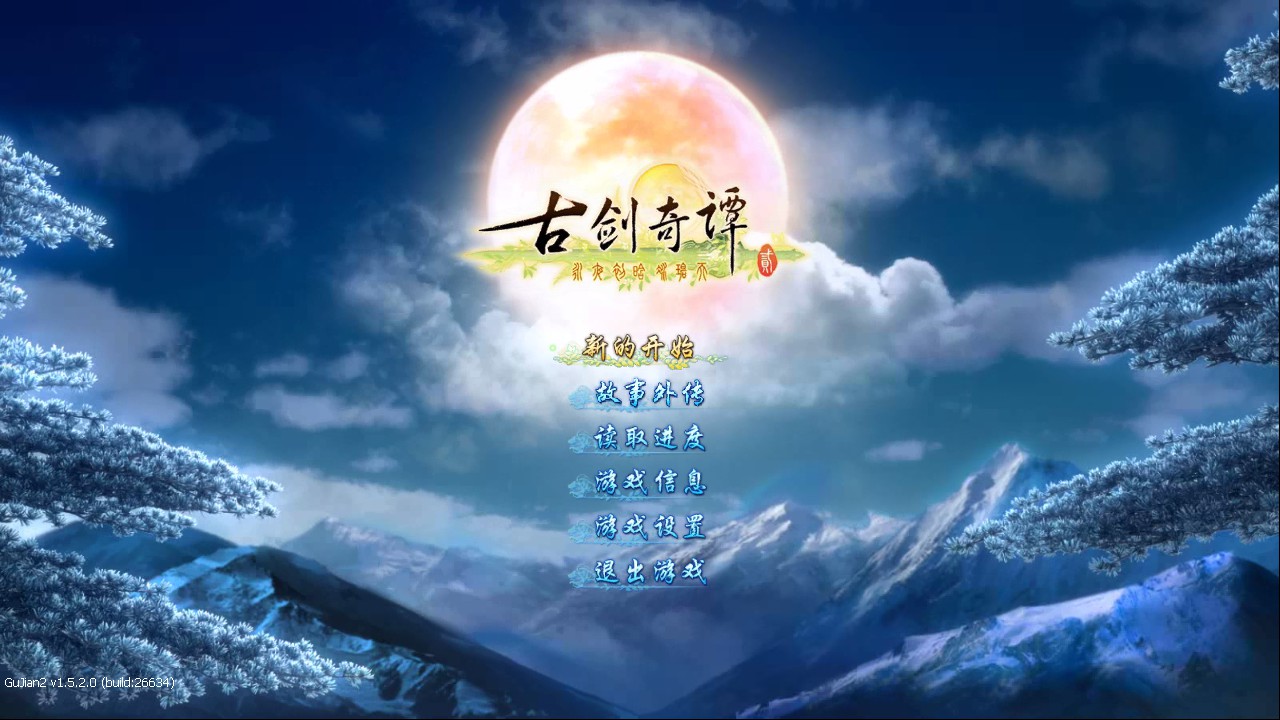 古剑奇谭
贰
新的开始
故事外传
读取进度
游戏信息
游戏设置
退出游戏
GuJian2 v1.5.2.0 (build:26634)